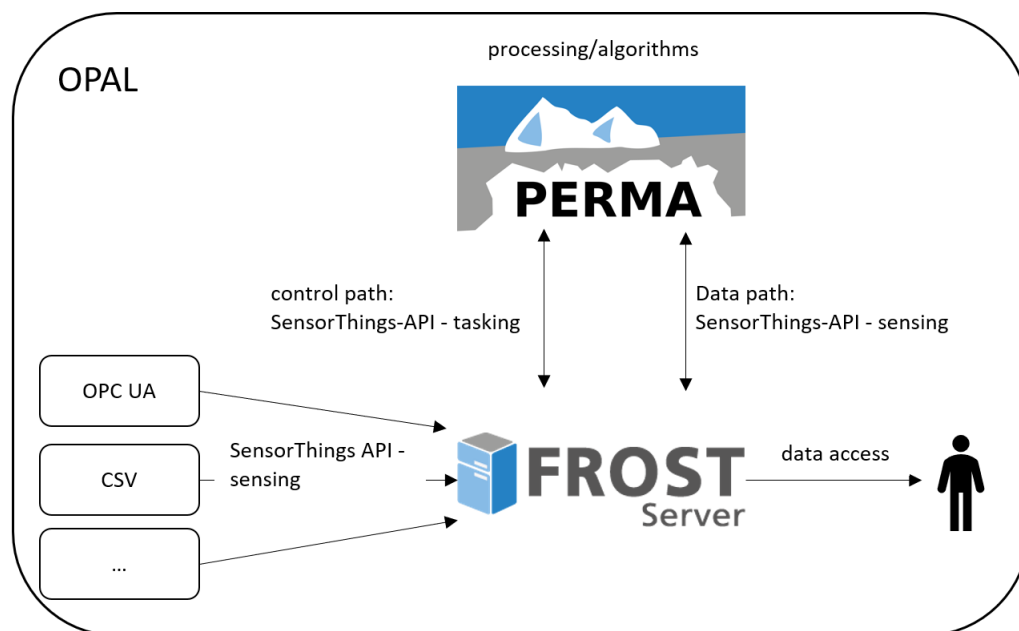 processing/algorithms
OPAL
PERMA
control path:
SensorThings-API - tasking
Data path:
SensorThings-API - sensing
OPC UA
CSV
...
SensorThings API -
sensing
FROST
Server
data access